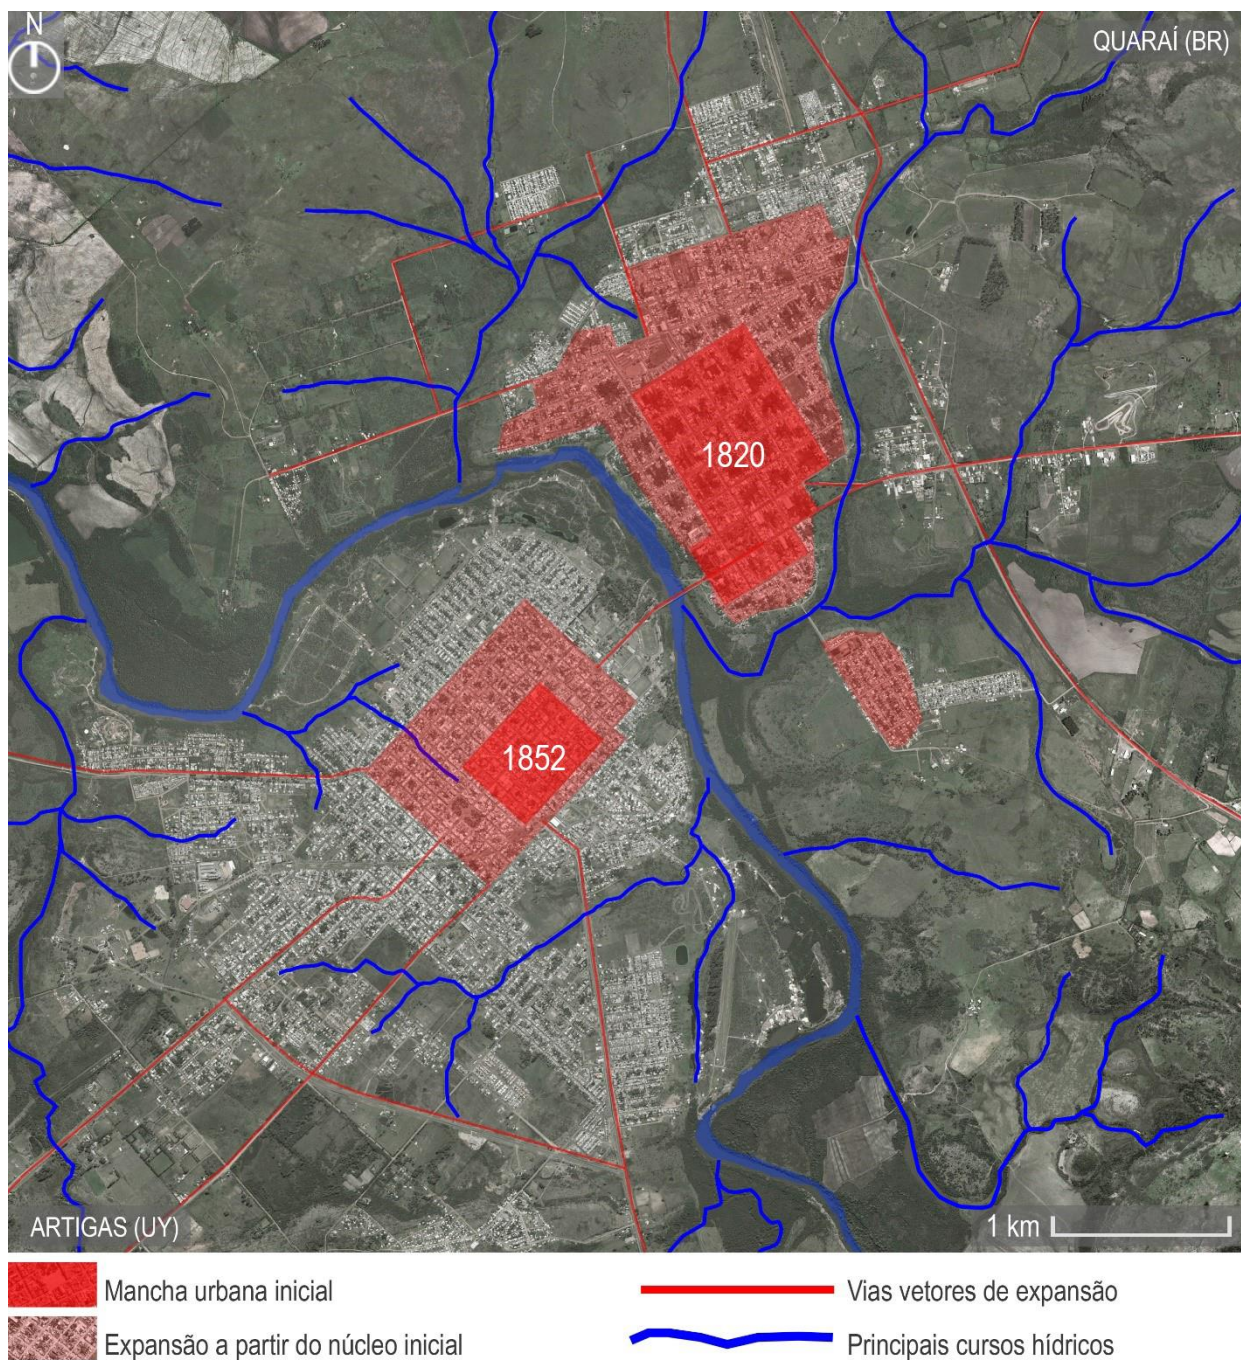 N
QUARAÍ (BR)
1820
1852
ARTIGAS (UY)
1 km
Mancha urbana inicial
Vias vetores de expansão
Expansão a partir do núcleo inicial
Principais cursos hídricos